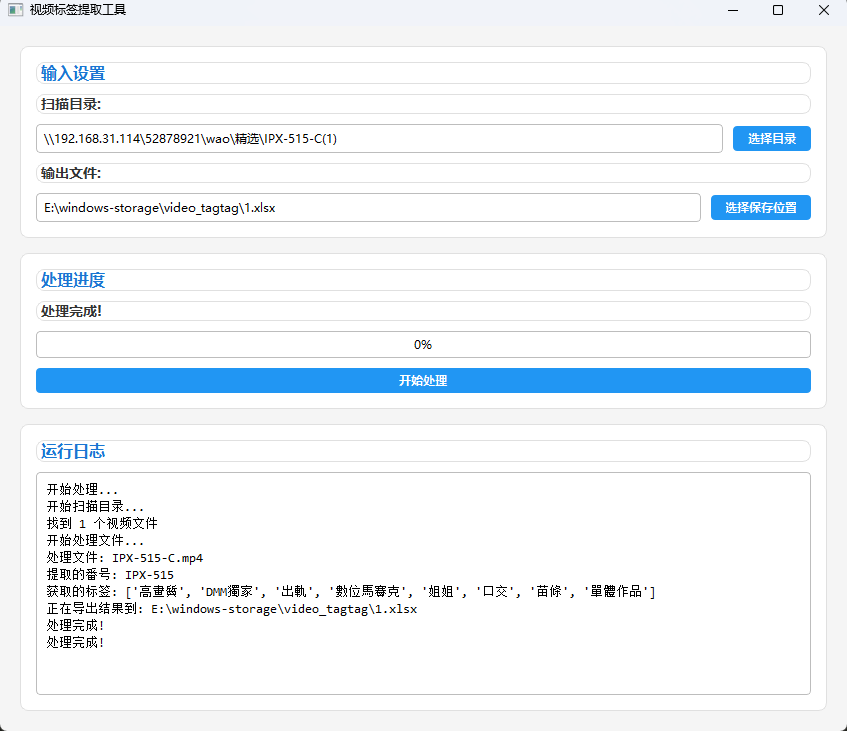 视频标签提取工具
输入设置
扫描目录:
\\192.168.31.114\52878921\wao\精选\IPX-515-C(1)
选择目录
输出文件:
E:\windows-storage\video_tagtag\1.xlsx
选择保存位置
处理进度
处理完成!
0%
开始处理
运行日志
开始处理...
开始扫描目录...
找到 1 个视频文件
开始处理文件...
处理文件: IPX-515-C.mp4
提取的番号: IPX-515
获取的标签: ['高畫質', 'DMM獨家', '出軌', '數位馬賽克', '姐姐', '口交', '苗條', '單體作品']
正在导出结果到: E:\windows-storage\video_tagtag\1.xlsx
处理完成!
处理完成!